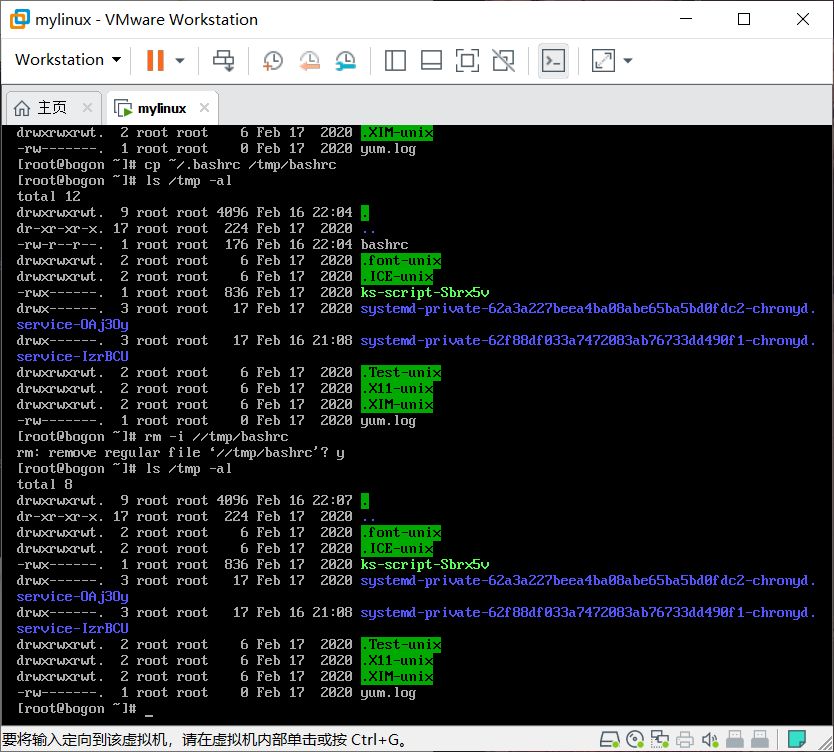 mylinux - VMware Workstation
Workstation
主页
mylinux
drwxrwxrwt.  2 root root    6 Feb 17  2020 .XIM-unix
-rw-------.  1 root root    0 Feb 17  2020 yum.log
[root@bogon ~]# cp ~/.bashrc /tmp/bashrc
[root@bogon ~]# ls /tmp -al
total 12
drwxrwxrwt.  9 root root 4096 Feb 16 22:04 .
dr-xr-xr-x. 17 root root  224 Feb 17  2020 ..
-rw-r--r--.  1 root root  176 Feb 16 22:04 bashrc
drwxrwxrwt.  2 root root    6 Feb 17  2020 .font-unix
drwxrwxrwt.  2 root root    6 Feb 17  2020 .ICE-unix
-rwx------.  1 root root  836 Feb 17  2020 ks-script-Sbrx5v
drwx------.  3 root root   17 Feb 17  2020 systemd-private-62a3a227beea4ba08abe65ba5bd0fdc2-chronyd.
service-OAj3Oy
drwx------.  3 root root   17 Feb 16 21:08 systemd-private-62f88df033a7472083ab76733dd490f1-chronyd.
service-IzrBCU
drwxrwxrwt.  2 root root    6 Feb 17  2020 .Test-unix
drwxrwxrwt.  2 root root    6 Feb 17  2020 .X11-unix
drwxrwxrwt.  2 root root    6 Feb 17  2020 .XIM-unix
-rw-------.  1 root root    0 Feb 17  2020 yum.log
[root@bogon ~]# rm -i //tmp/bashrc
rm: remove regular file ‘//tmp/bashrc’? y
[root@bogon ~]# ls /tmp -al
total 8
drwxrwxrwt.  9 root root 4096 Feb 16 22:07 .
dr-xr-xr-x. 17 root root  224 Feb 17  2020 ..
drwxrwxrwt.  2 root root    6 Feb 17  2020 .font-unix
drwxrwxrwt.  2 root root    6 Feb 17  2020 .ICE-unix
-rwx------.  1 root root  836 Feb 17  2020 ks-script-Sbrx5v
drwx------.  3 root root   17 Feb 17  2020 systemd-private-62a3a227beea4ba08abe65ba5bd0fdc2-chronyd.
service-OAj3Oy
drwx------.  3 root root   17 Feb 16 21:08 systemd-private-62f88df033a7472083ab76733dd490f1-chronyd.
service-IzrBCU
drwxrwxrwt.  2 root root    6 Feb 17  2020 .Test-unix
drwxrwxrwt.  2 root root    6 Feb 17  2020 .X11-unix
drwxrwxrwt.  2 root root    6 Feb 17  2020 .XIM-unix
-rw-------.  1 root root    0 Feb 17  2020 yum.log
[root@bogon ~]# _
要将输入定向到该虚拟机，请在虚拟机内部单击或按 Ctrl+G。